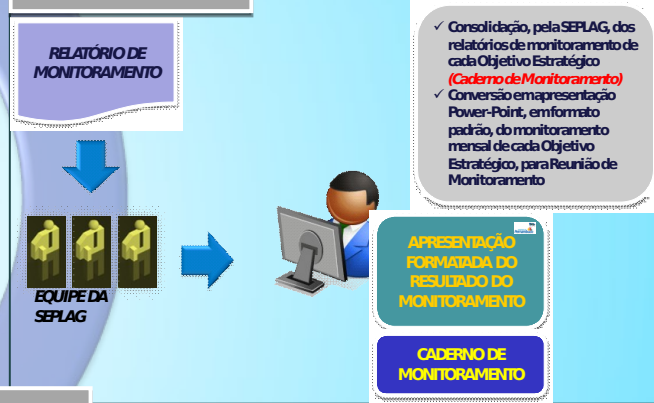 RELATÓRIO DE
MONITORAMENTO
✓ Consolidação, pela SEPLAG, dos
relatórios de monitoramento de
cada Objetivo Estratégico
(Caderno de Monitoramento)
✓ Conversão em apresentação
Power-Point, em formato
padrão, do monitoramento
mensal de cada Objetivo
Estratégico, para Reunião de
Monitoramento
EQUIPE DA
SEPLAG
APRESENTAÇÃO
FORMATADA DO
RESULTADO DO
MONITORAMENTO
CADERNO DE
MONITORAMENTO